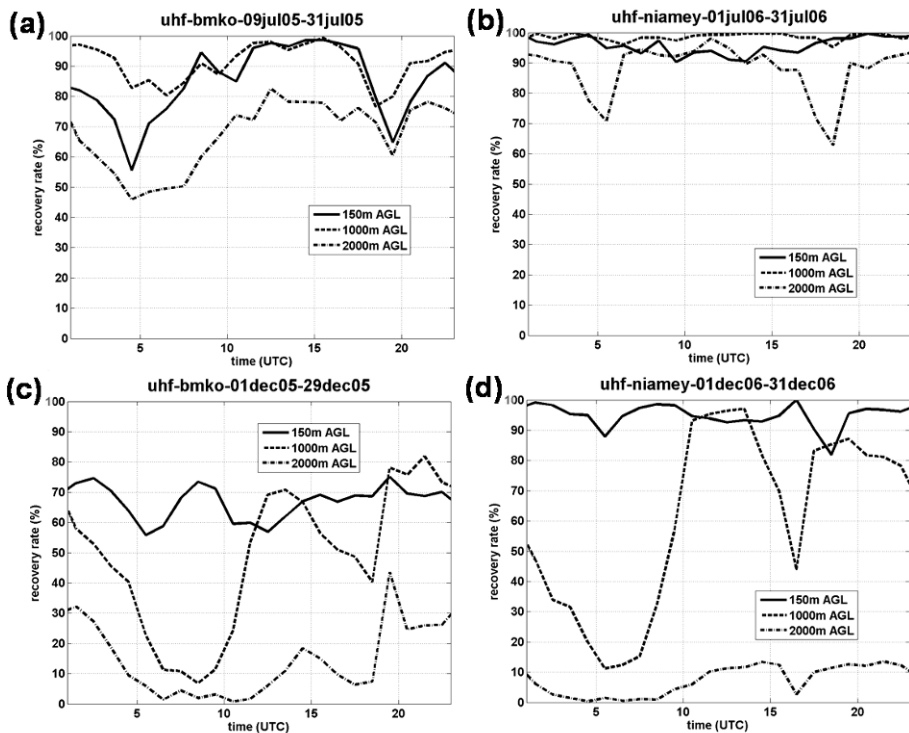 (a)
uhf-bmko-09jul05-31jul05
100
90
80
70
60
50
40
30
20
10
0
recovery rate (%)
150m AGL
1000m AGL
2000m AGL
5
10
15
20
time (UTC)
(b)
uhf-niamey-01jul06-31jul06
100
90
80
70
60
50
40
30
20
10
0
recovery rate (%)
150m AGL
1000m AGL
2000m AGL
5
10
15
20
time (UTC)
(c)
uhf-bmko-01dec05-29dec05
100
90
80
70
60
50
40
30
20
10
0
recovery rate (%)
150m AGL
1000m AGL
2000m AGL
5
10
15
20
time (UTC)
(d)
uhf-niamey-01dec06-31dec06
100
90
80
70
60
50
40
30
20
10
0
recovery rate (%)
150m AGL
1000m AGL
2000m AGL
5
10
15
20
time (UTC)